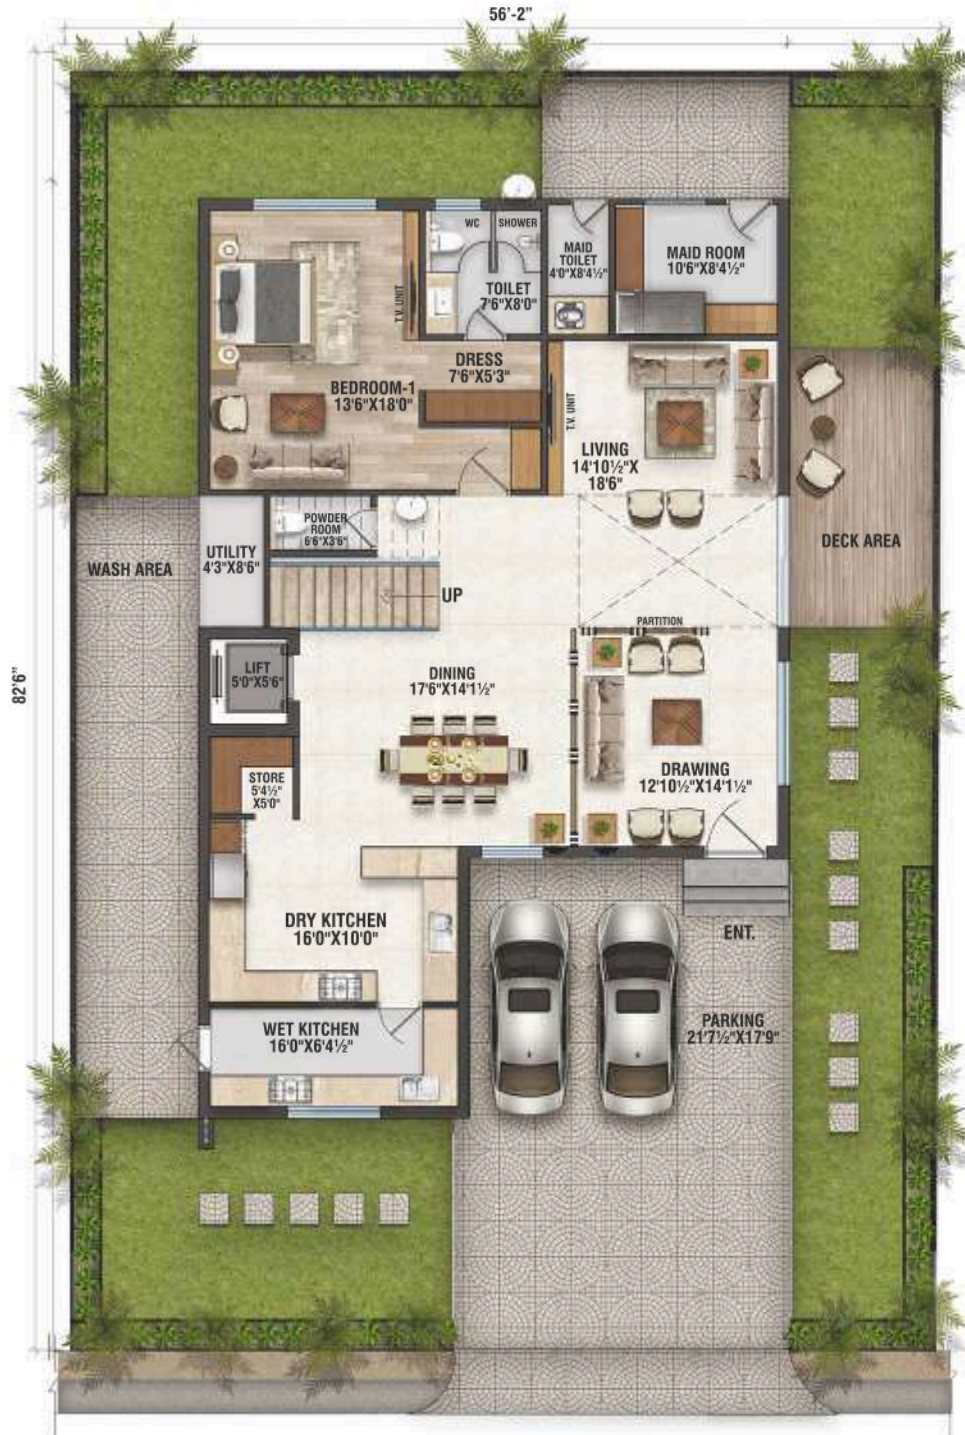 56'-2"
82'6"
WC
SHOWER
TOILET
7'6"X8'0"
MAID
TOILET
4'0"X8'4½"
MAID ROOM
10'6"X8'4½"
T.V. UNIT
DRESS
7'6"X5'3"
BEDROOM-1
13'6"X18'0"
T.V. UNIT
LIVING
14'10½"X
18'6"
POWDER
ROOM
6'6"X3'6"
UTILITY
4'3"X8'6"
WASH AREA
DECK AREA
UP
PARTITION
LIFT
5'0"X5'6"
DINING
17'6"X14'1½"
STORE
5'4½"
X5'0"
DRAWING
12'10½"X14'1½"
DRY KITCHEN
16'0"X10'0"
ENT.
WET KITCHEN
16'0"X6'4½"
PARKING
21'7½"X17'9"